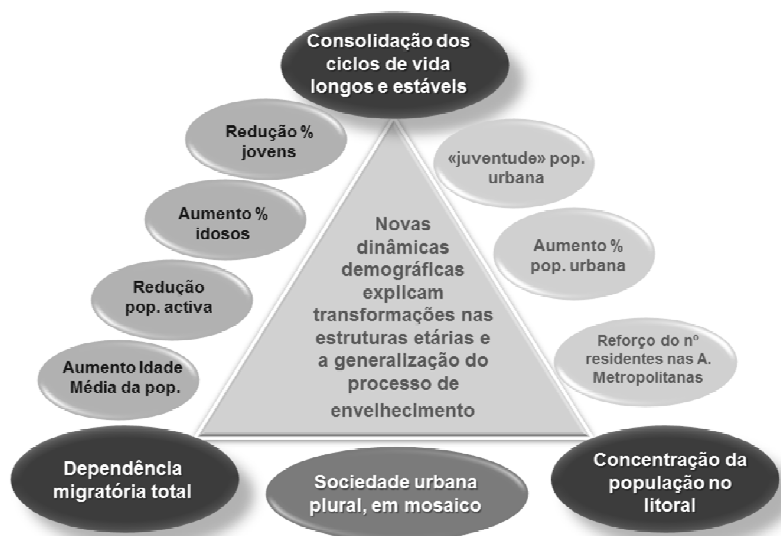 Consolidação dos
ciclos de vida
longos e estávels
Redução %
jovens
«juventude» pop.
urbana
Aumento %
idosos
Aumento %
pop. urbana
Redução
pop. activa
Reforço do nº
residentes nas A.
Metropolitanas
Aumento Idade
Média da pop.
Novas
dinâmicas
demográficas
explicam
transformações nas
estruturas etárias e
a generalização do
processo de
envelhecimento
Dependência
migratória total
Sociedade urbana
plural, em mosaico
Concentração da
população no
litoral